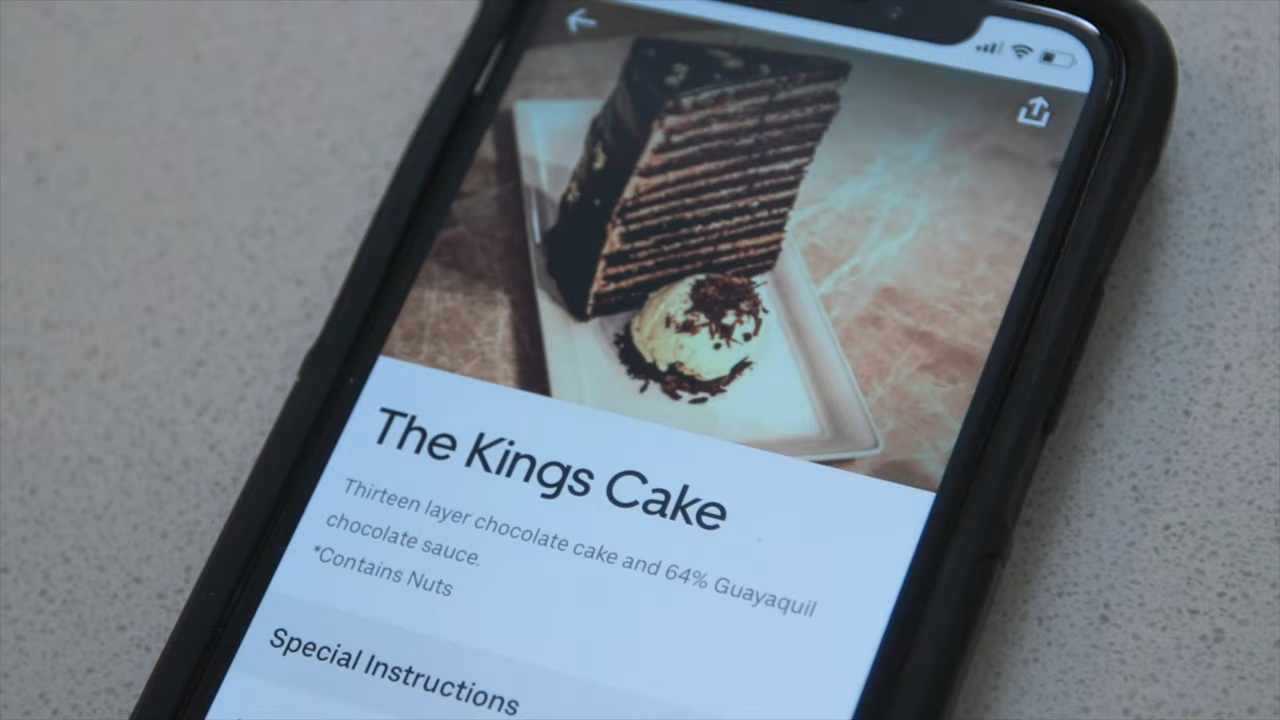 The Kings Cake
Thirteen layer chocolate cake and 64% Guayaquil
chocolate sauce.
*Contains Nuts
Special Instructions